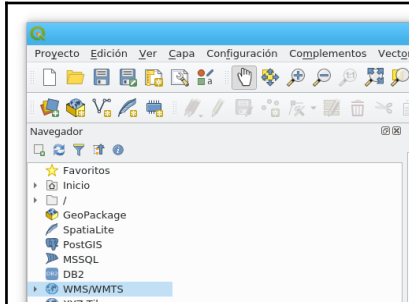 Proyecto Edición Ver Capa Configuración Complementos
Navegador
Favoritos
Inicio
/
GeoPackage
SpatiaLite
PostGIS
MSSQL
DB2
WMS/WMTS